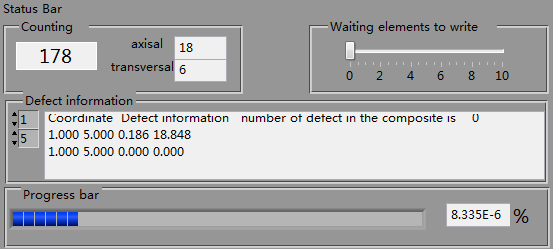 Status Bar
Counting
178
axisal 18
transversal 6
Waiting elements to write
0 2 4 6 8 10
Defect information
1
5
Coordinate Defect information number of defect in the composite is 0
1.000 5.000 0.186 18.848
1.000 5.000 0.000 0.000
Progress bar
8.335E-6 %